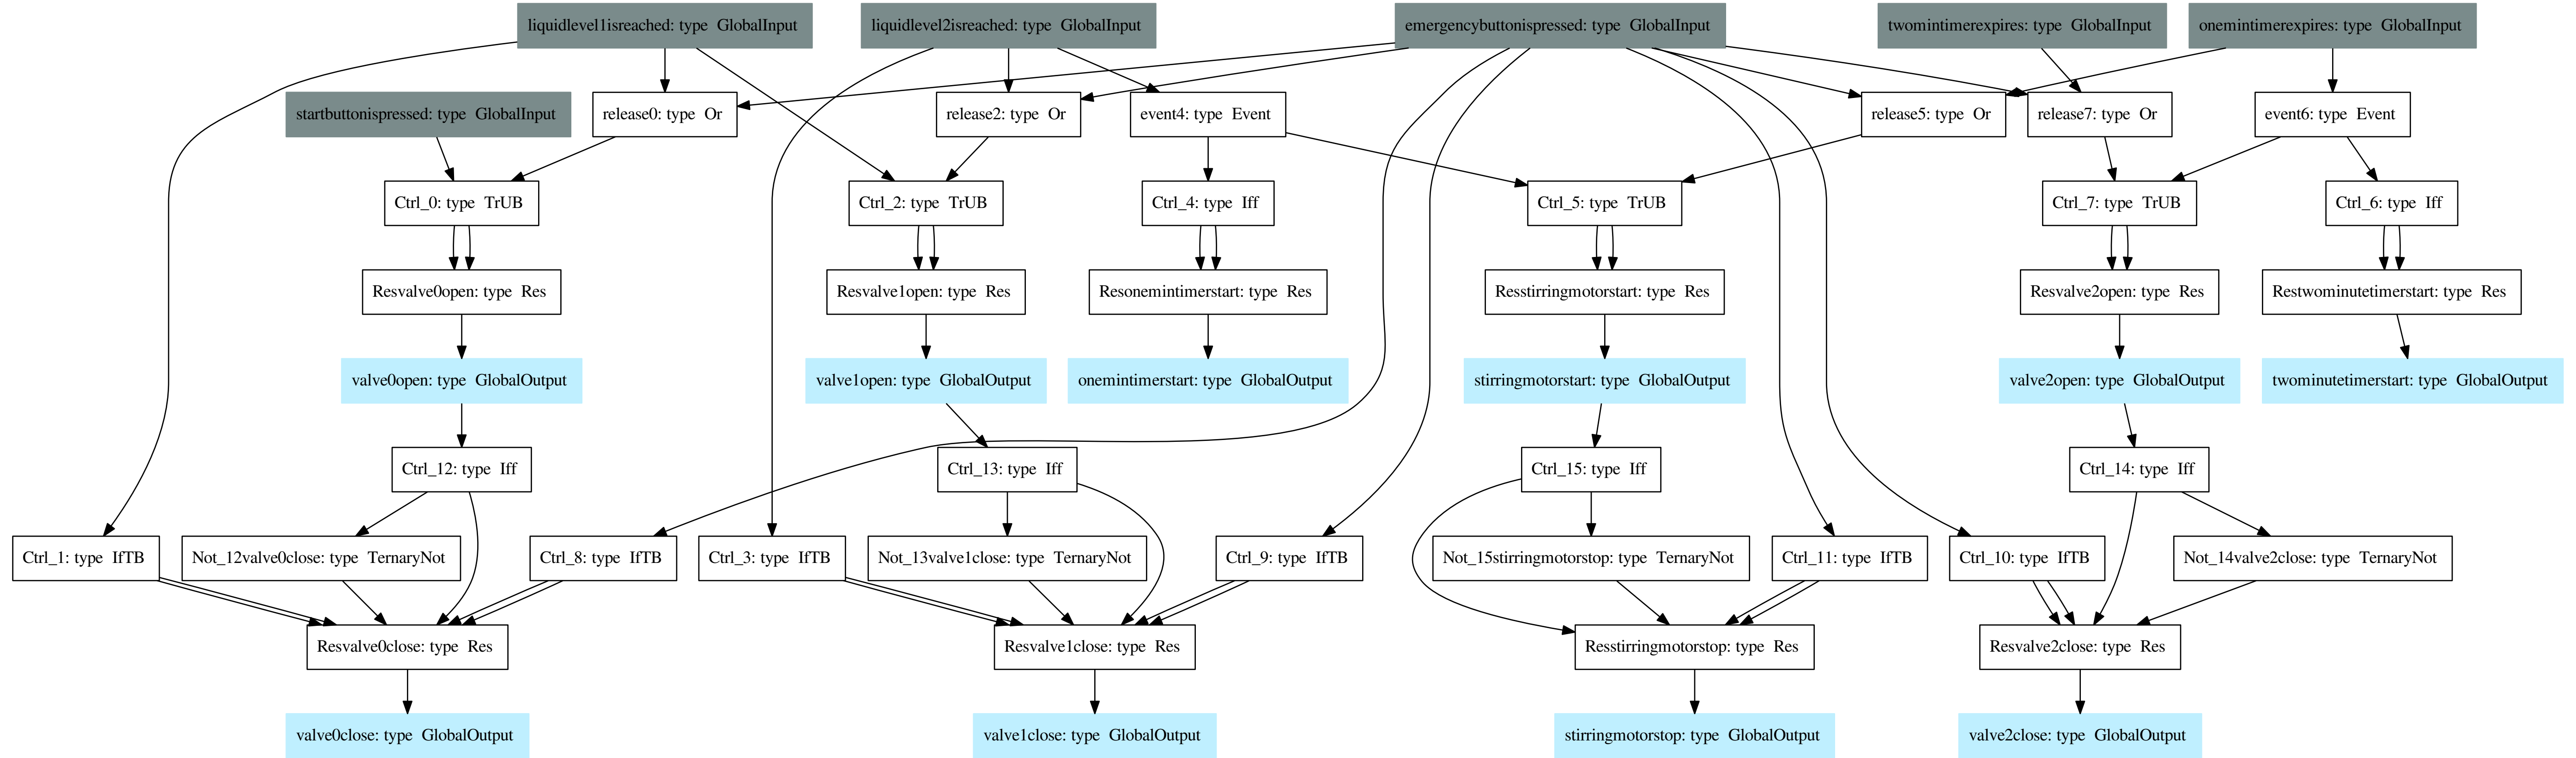 liquidlevel1isreached: type GlobalInput
liquidlevel2isreached: type GlobalInput
emergencybuttonispressed: type GlobalInput
twomintimerexpires: type GlobalInput
onemintimerexpires: type GlobalInput
startbuttonispressed: type GlobalInput
release0: type Or
release2: type Or
event4: type Event
release5: type Or
release7: type Or
event6: type Event
Ctrl_0: type TrUB
Ctrl_2: type TrUB
Ctrl_4: type Iff
Ctrl_5: type TrUB
Ctrl_7: type TrUB
Ctrl_6: type Iff
Resvalve0open: type Res
Resvalve1open: type Res
Resonemintimerstart: type Res
Resstirringmotorstart: type Res
Resvalve2open: type Res
Restwominutetimerstart: type Res
valve0open: type GlobalOutput
valve1open: type GlobalOutput
onemintimerstart: type GlobalOutput
stirringmotorstart: type GlobalOutput
valve2open: type GlobalOutput
twominutetimerstart: type GlobalOutput
Ctrl_12: type Iff
Ctrl_13: type Iff
Ctrl_15: type Iff
Ctrl_14: type Iff
Ctrl_1: type IfTB
Not_12valve0close: type TernaryNot
Ctrl_8: type IfTB
Ctrl_3: type IfTB
Not_13valve1close: type TernaryNot
Ctrl_9: type IfTB
Not_15stirringmotorstop: type TernaryNot
Ctrl_11: type IfTB
Ctrl_10: type IfTB
Not_14valve2close: type TernaryNot
Resvalve0close: type Res
Resvalve1close: type Res
Resstirringmotorstop: type Res
Resvalve2close: type Res
valve0close: type GlobalOutput
valve1close: type GlobalOutput
stirringmotorstop: type GlobalOutput
valve2close: type GlobalOutput